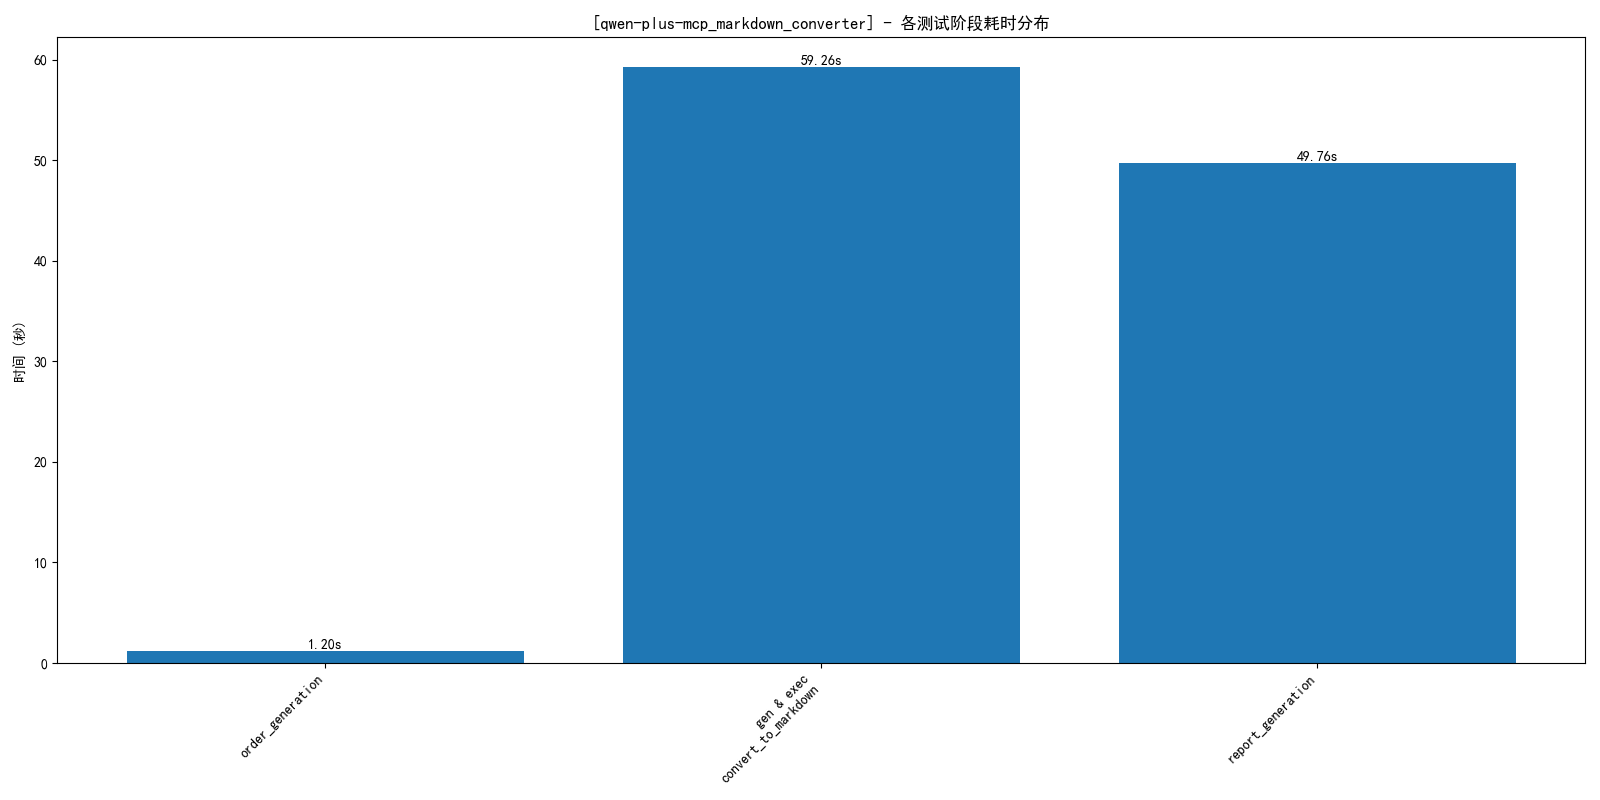 [qwen-plus-mcp_markdown_converter] - 各测试阶段耗时分布
时间 (秒)
60
50
40
30
20
10
0
1.20s
59.26s
49.76s
order_generation
gen & exec
convert_to_markdown
report_generation